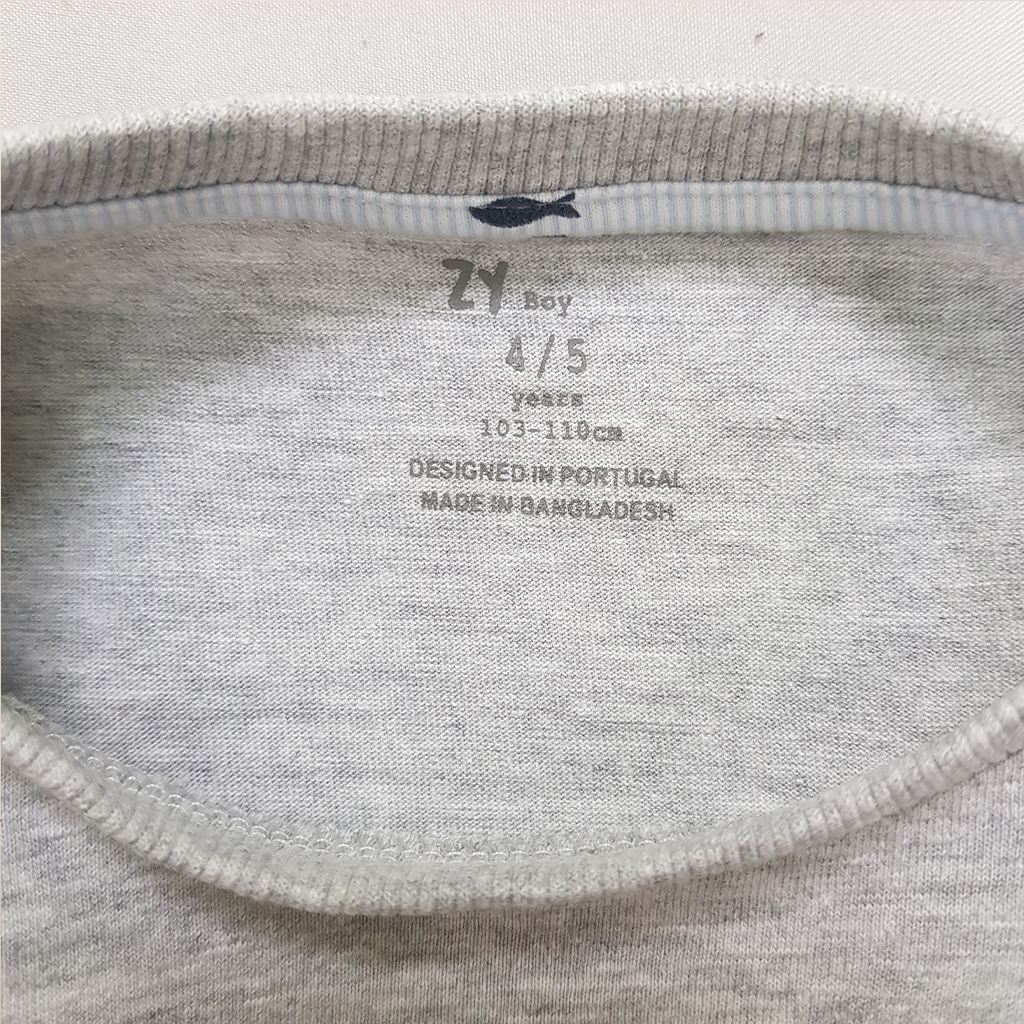 ZY Boy
4/5
years
103-110cm
DESIGNED IN PORTUGAL
MADE IN BANGLADESH